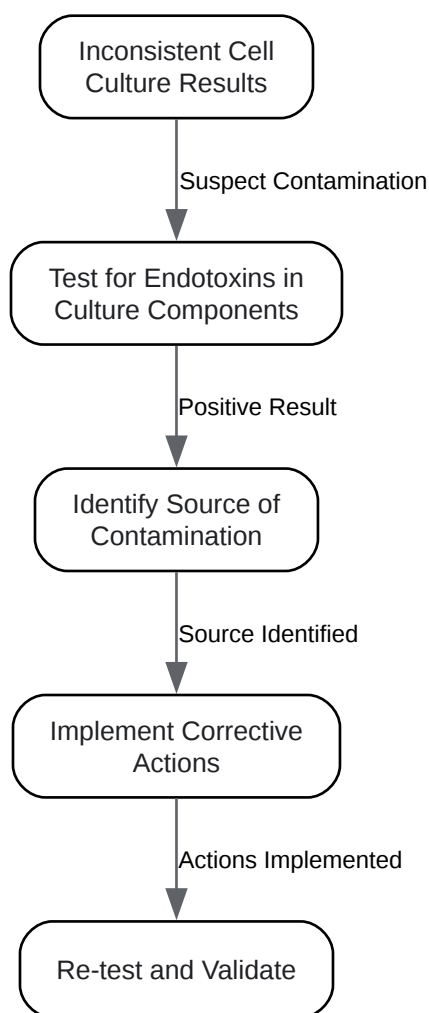 Inconsistent Cell
Culture Results
Suspect Contamination
Test for Endotoxins in
Culture Components
Positive Result
Identify Source of
Contamination
Source Identified
Implement Corrective
Actions
Actions Implemented
Re-test and Validate